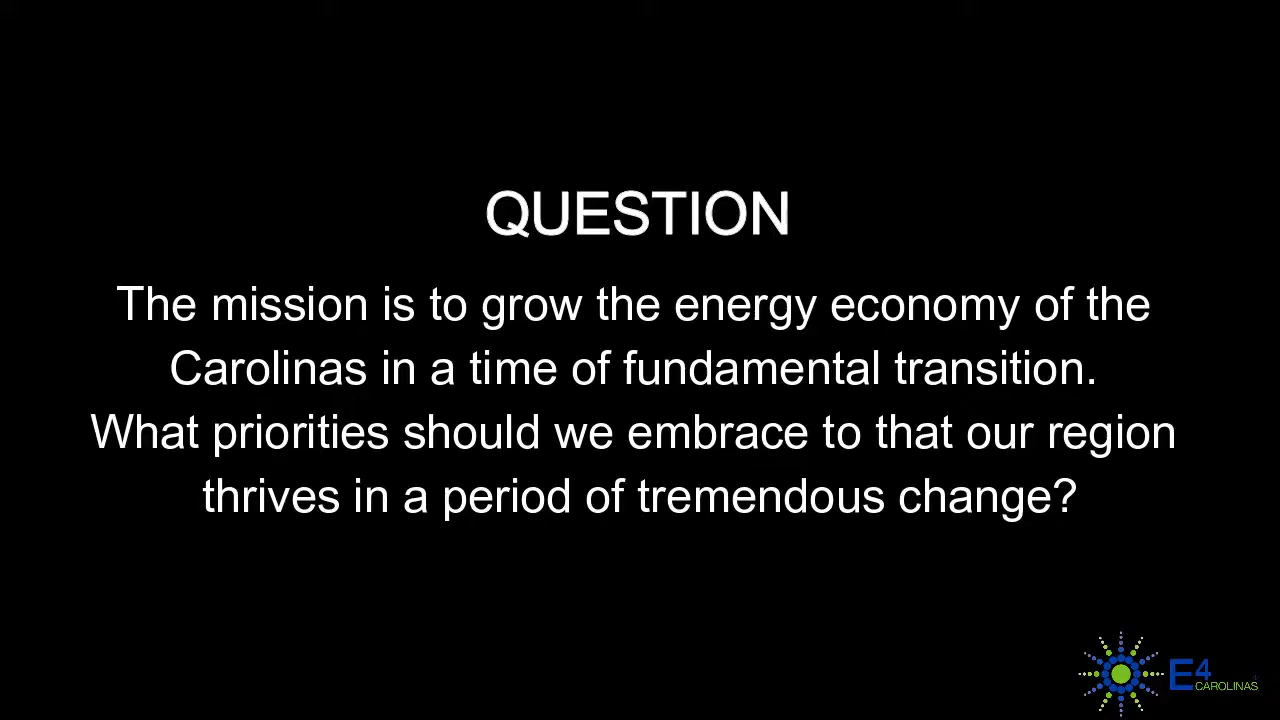 QUESTION
The mission is to grow the energy economy of the
Carolinas in a time of fundamental transition.
What priorities should we embrace to that our region
thrives in a period of tremendous change?
E4
CAROLINAS